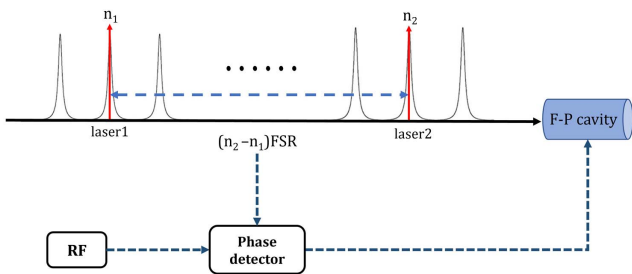 n₁
n₂
laser1
laser2
F-P cavity
(n₂−n₁)FSR
RF
Phase
detector